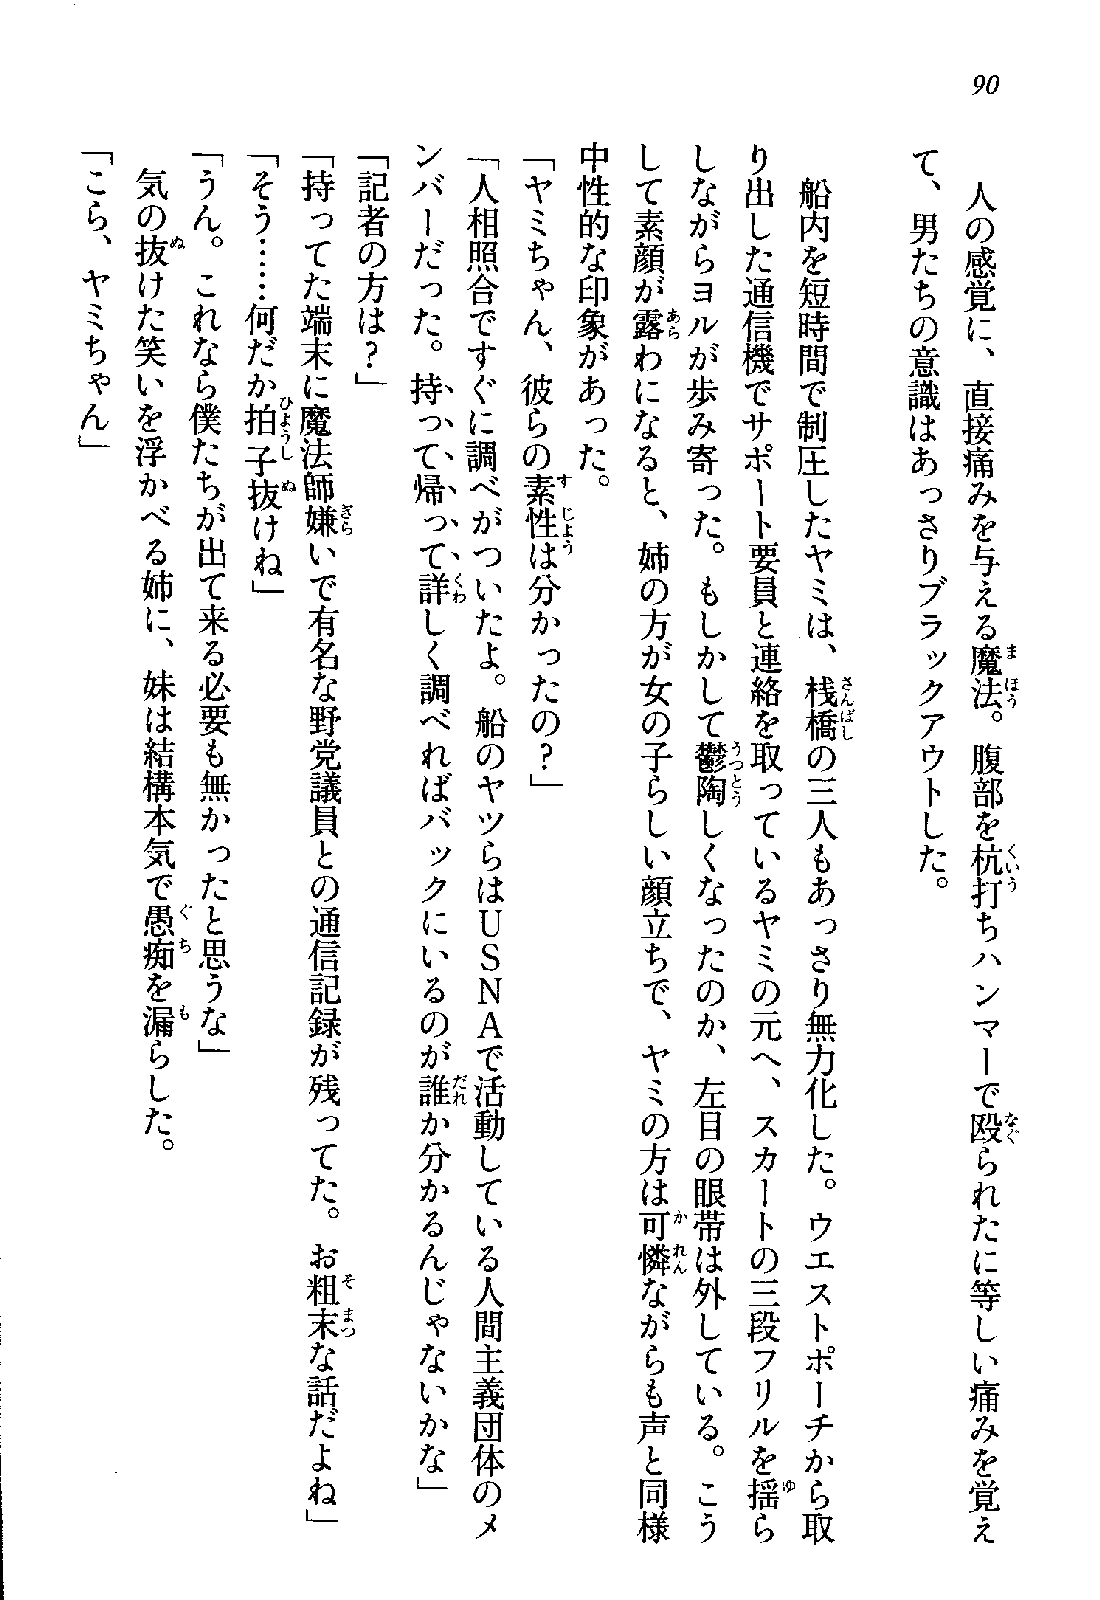 90
人の感覚に、直接痛みを与える魔法。腹部を杭打ちハンマーで殴られたに等しい痛みを覚え
て、男たちの意識はあっさりブラックアウトした。
船内を短時間で制圧したヤミは、桟橋の三人もあっさり無力化した。ウエストポーチから取
り出した通信機でサポート要員と連絡を取っているヤミの元へ、スカートの三段フリルを揺ら
しながらヨルが歩み寄った。もしかして鬱陶しくなったのか、左目の眼帯は外している。こう
して素顔が露わになると、姉の方が女の子らしい顔立ちで、ヤミの方は可憐ながらも声と同様
中性的な印象があった。
「ヤミちゃん、彼らの素性は分かったの？」
「人相照合ですぐに調べがついたよ。船のヤツらはＵＳＮＡで活動している人間主義団体のメ
ンバーだった。持って帰って詳しく調べればバックにいるのが誰か分かるんじゃないかな」
「記者の方は？」
「持ってた端末に魔法師嫌いで有名な野党議員との通信記録が残ってた。お粗末な話だよね」
「そう……何だか拍子抜けね」
「うん。これなら僕たちが出て来る必要も無かったと思うな」
気の抜けた笑いを浮かべる姉に、妹は結構本気で愚痴を漏らした。
「こら、ヤミちゃん」